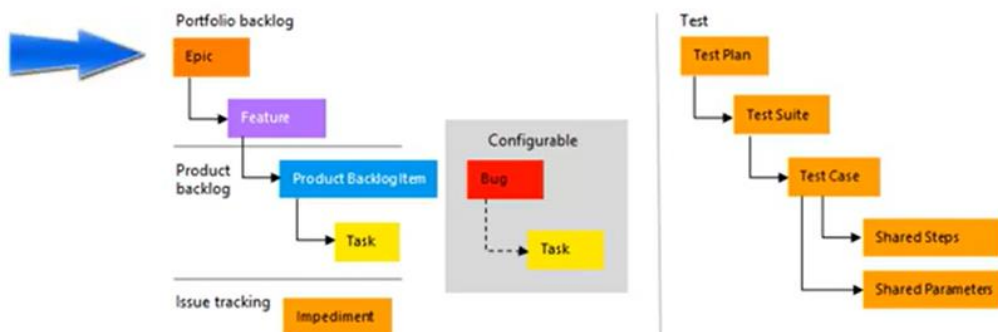 Portfolio backlog
Epic
Feature
Product
backlog
Product Backlog Item
Task
Issue tracking
Impediment
Configurable
Bug
Task
Test
Test Plan
Test Suite
Test Case
Shared Steps
Shared Parameters